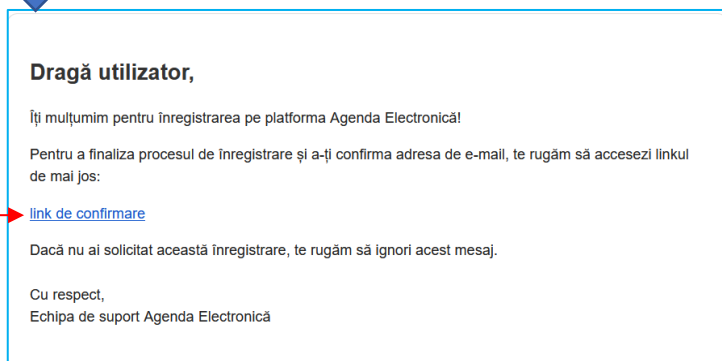 Dragă utilizator,
Îți mulțumim pentru înregistrarea pe platforma Agenda Electronică!
Pentru a finaliza procesul de înregistrare și a-ți confirma adresa de e-mail, te rugăm să accesezi linkul
de mai jos:
link de confirmare
Dacă nu ai solicitat această înregistrare, te rugăm să ignori acest mesaj.
Cu respect,
Echipa de suport Agenda Electronică